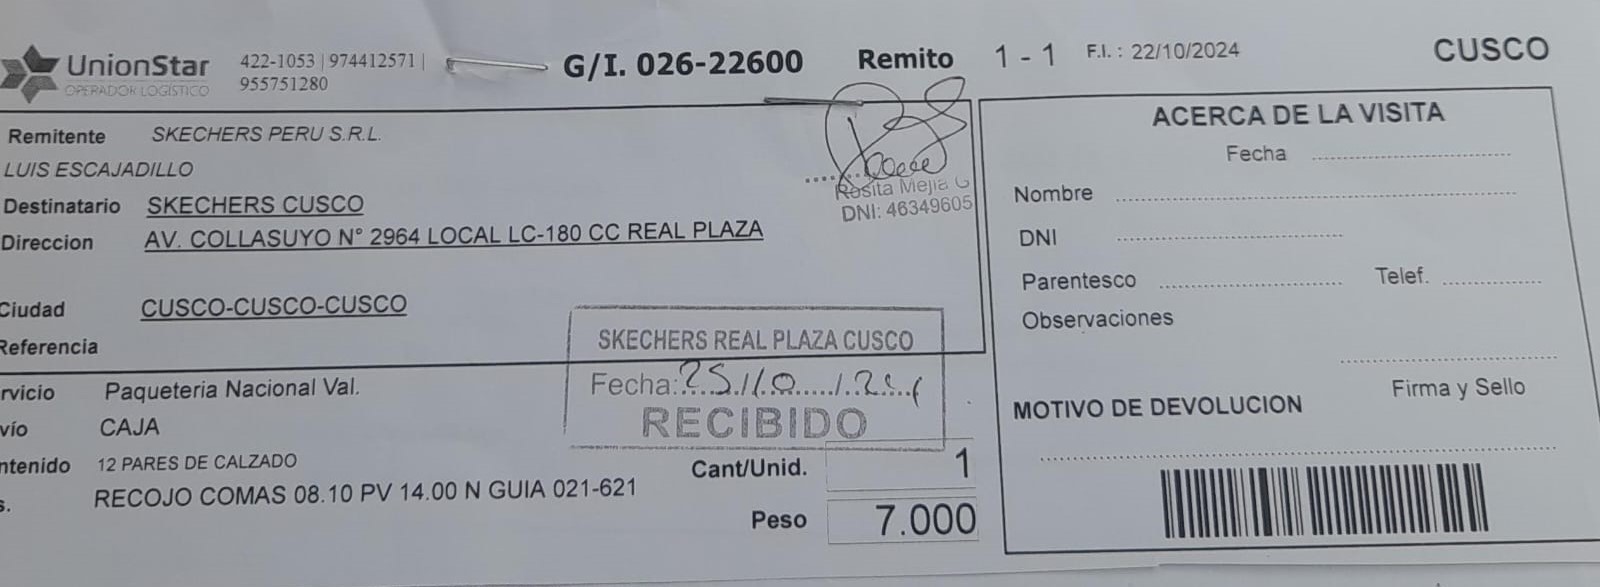 UnionStar
OPERADOR LOGÍSTICO
422-1053 | 974412571 |
955751280
G/I. 026-22600
Remito 1 - 1
F.I. : 22/10/2024
CUSCO
Remitente SKECHERS PERU S.R.L.
LUIS ESCAJADILLO
Destinatario SKECHERS CUSCO
Direccion AV. COLLASUYO N° 2964 LOCAL LC-180 CC REAL PLAZA
Ciudad CUSCO-CUSCO-CUSCO
Referencia
Rosita Mejia G
DNI: 46349605
SKECHERS REAL PLAZA CUSCO
Fecha: 25/10/24
RECIBIDO
rvicio Paqueteria Nacional Val.
vío CAJA
ntenido 12 PARES DE CALZADO
s. RECOJO COMAS 08.10 PV 14.00 N GUIA 021-621
Cant/Unid. 1
Peso 7.000
ACERCA DE LA VISITA
Fecha
Nombre
DNI
Parentesco Telef.
Observaciones
Firma y Sello
MOTIVO DE DEVOLUCION